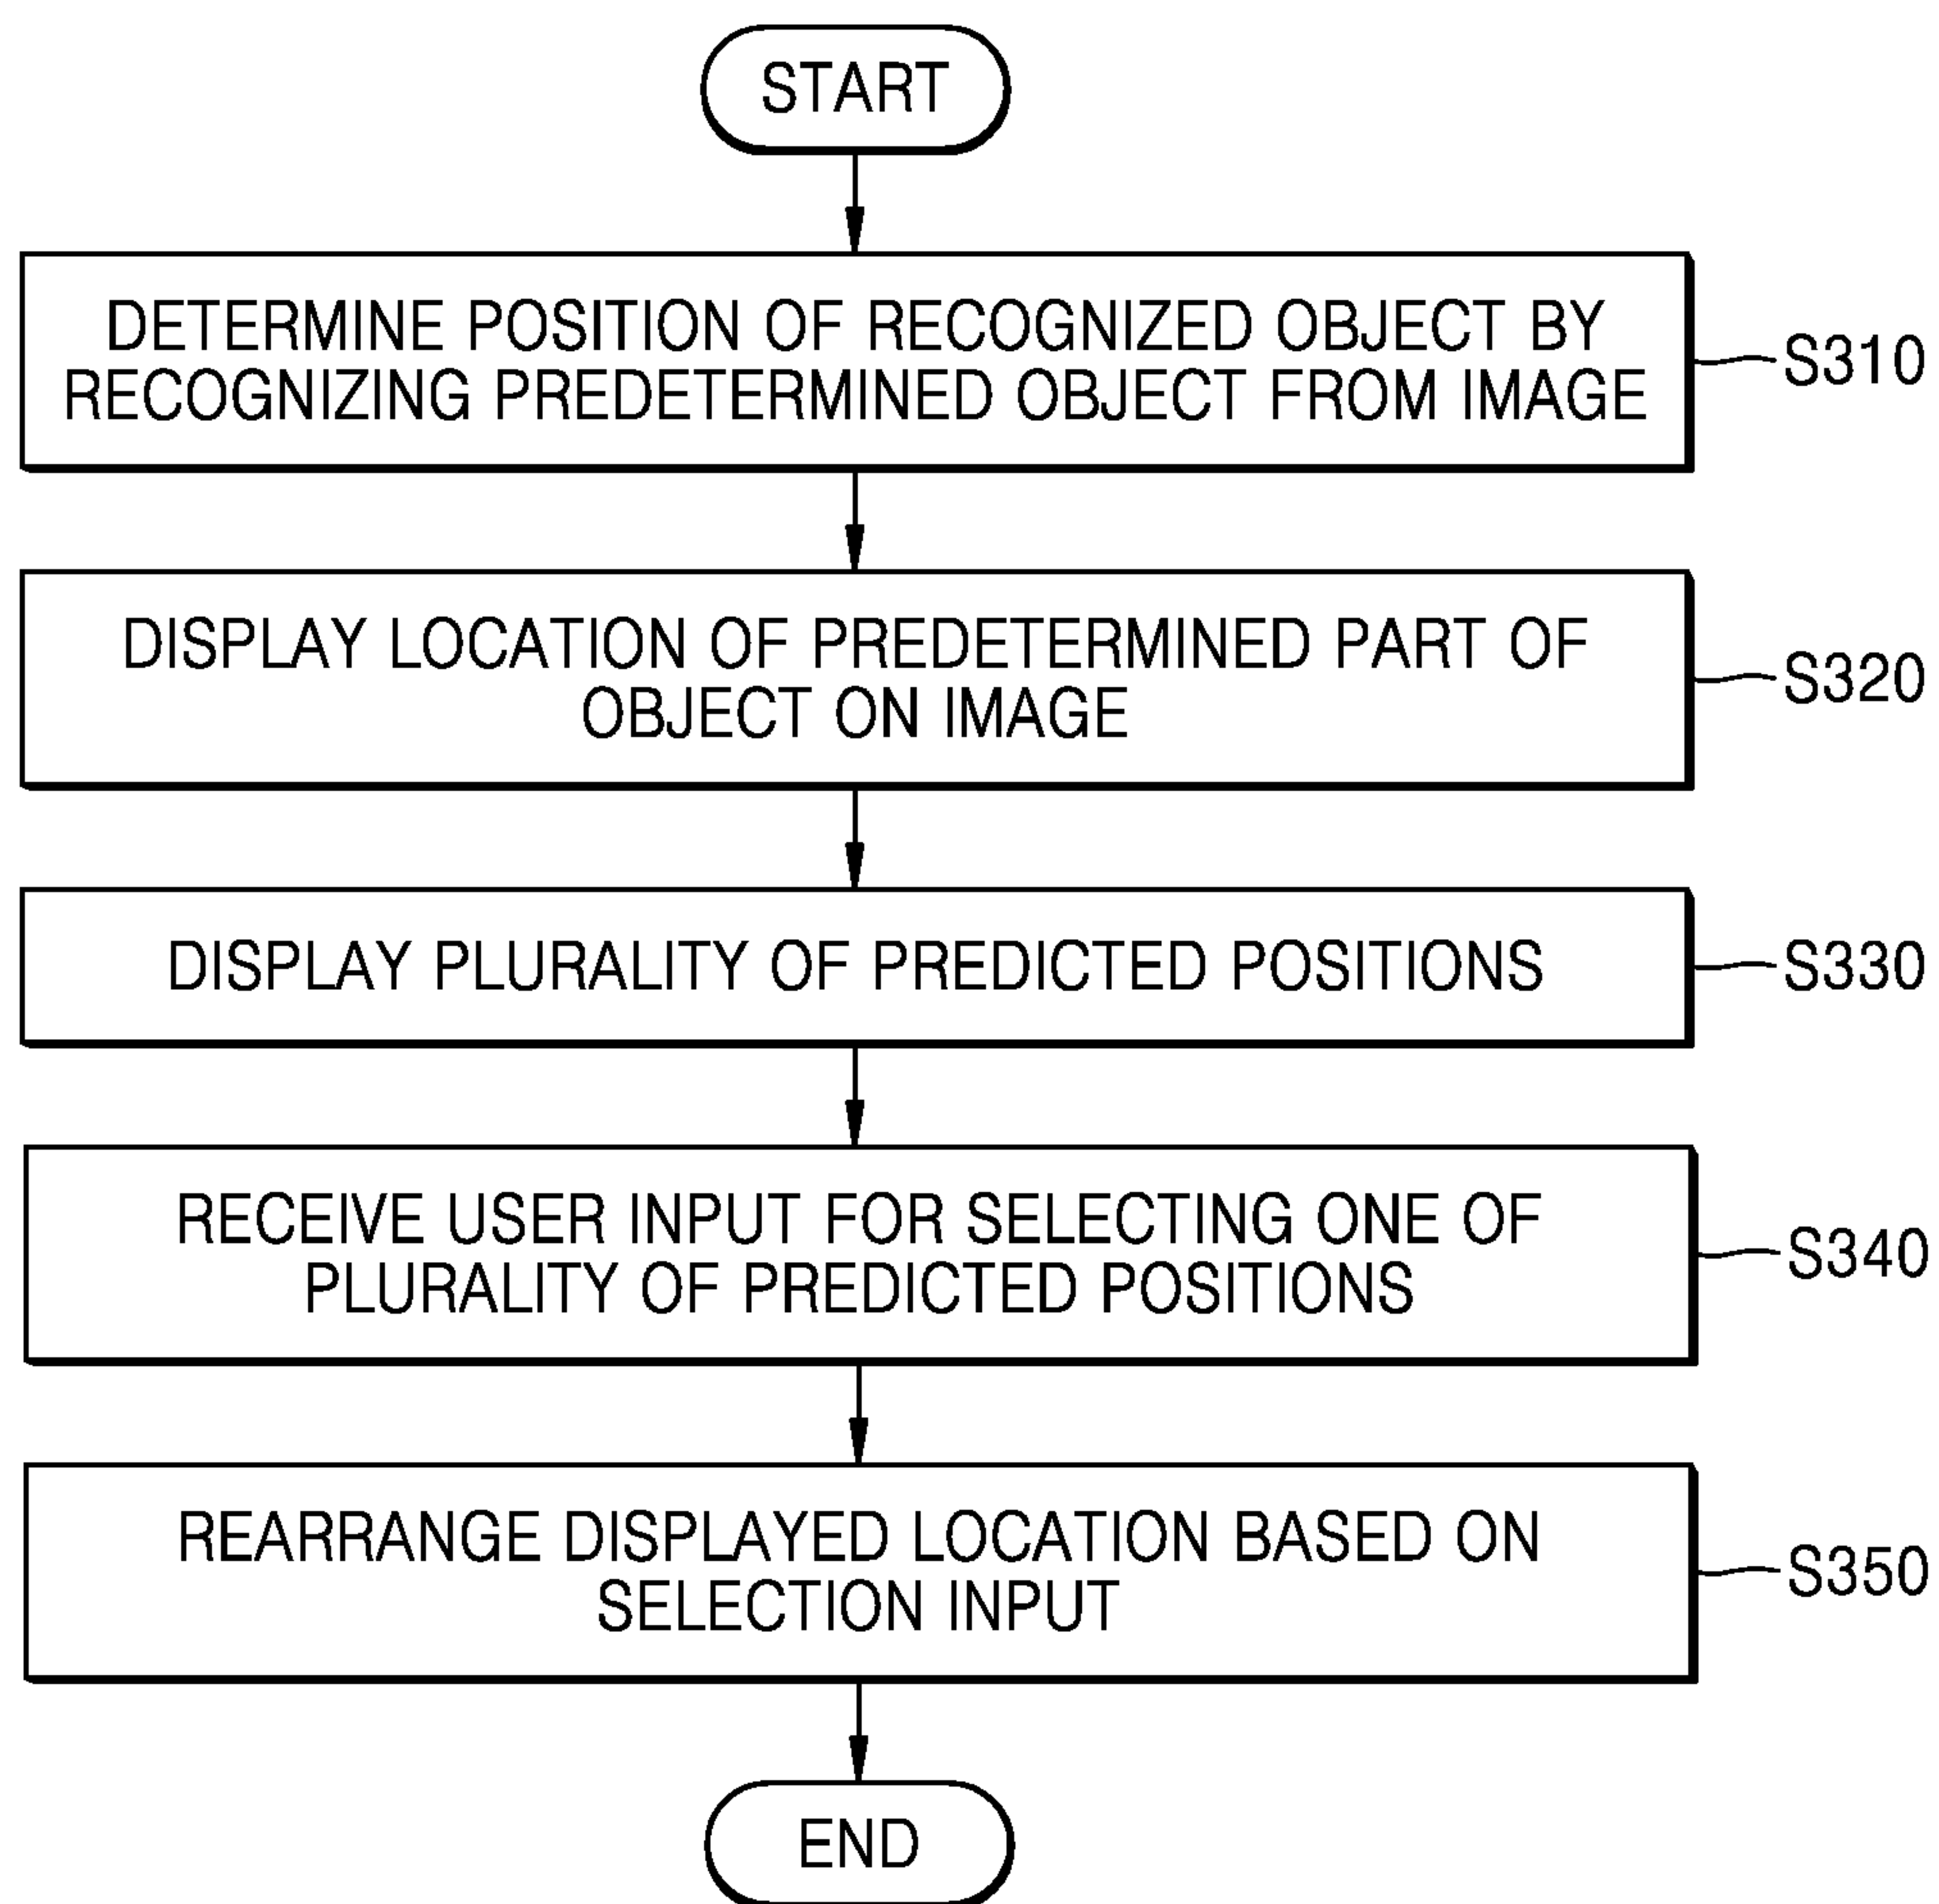 START
DETERMINE POSITION OF RECOGNIZED OBJECT BY
RECOGNIZING PREDETERMINED OBJECT FROM IMAGE
S310
DISPLAY LOCATION OF PREDETERMINED PART OF
OBJECT ON IMAGE
S320
DISPLAY PLURALITY OF PREDICTED POSITIONS
S330
RECEIVE USER INPUT FOR SELECTING ONE OF
PLURALITY OF PREDICTED POSITIONS
S340
REARRANGE DISPLAYED LOCATION BASED ON
SELECTION INPUT
S350
END